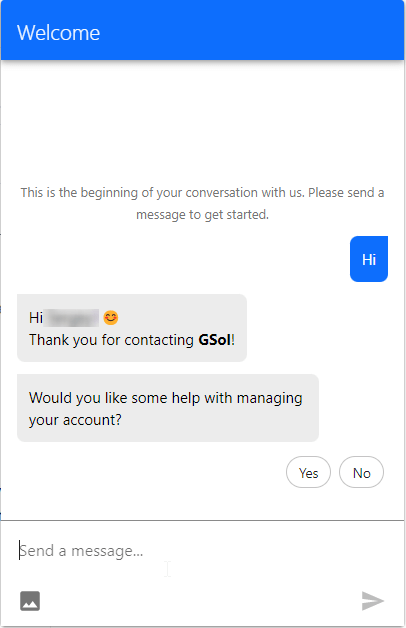 Welcome
This is the beginning of your conversation with us. Please send a
message to get started.
Hi
Hi 😊
Thank you for contacting GSol!
Would you like some help with managing
your account?
Yes No
Send a message...